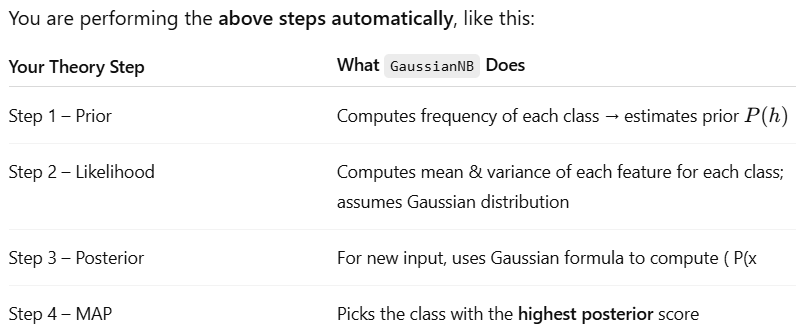 You are performing the above steps automatically, like this:
Your Theory Step What GaussianNB Does
Step 1 – Prior Computes frequency of each class → estimates prior P(h)
Step 2 – Likelihood Computes mean & variance of each feature for each class;
assumes Gaussian distribution
Step 3 – Posterior For new input, uses Gaussian formula to compute ( P(x
Step 4 – MAP Picks the class with the highest posterior score